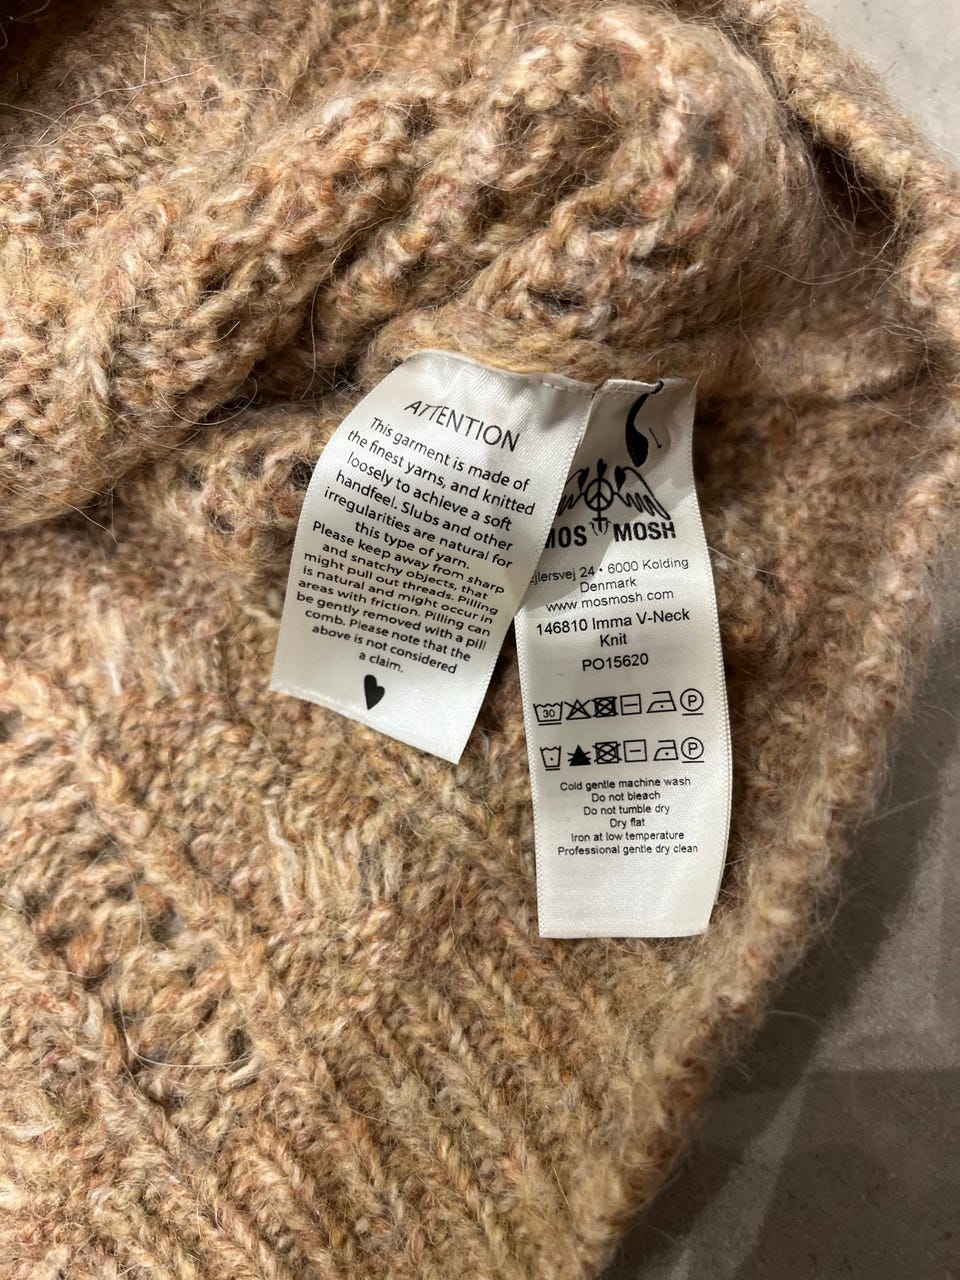 ATTENTION
This garment is made of
the finest yarns, and knitted
loosely to achieve a soft
handfeel. Slubs and other
irregularities are natural for
this type of yarn.
Please keep away from sharp
and snatchy objects, that
might pull out threads. Pilling
is natural and might occur in
areas with friction. Pilling can
be gently removed with a pill
comb. Please note that the
above is not considered
a claim.
L
MOS MOSH
24 • 6000 Kolding
Denmark
www.mosmosh.com
146810 Imma V-Neck
Knit
PO15620
30 P
P
Cold gentle machine wash
Do not bleach
Do not tumble dry
Dry flat
Iron at low temperature
Professional gentle dry clean